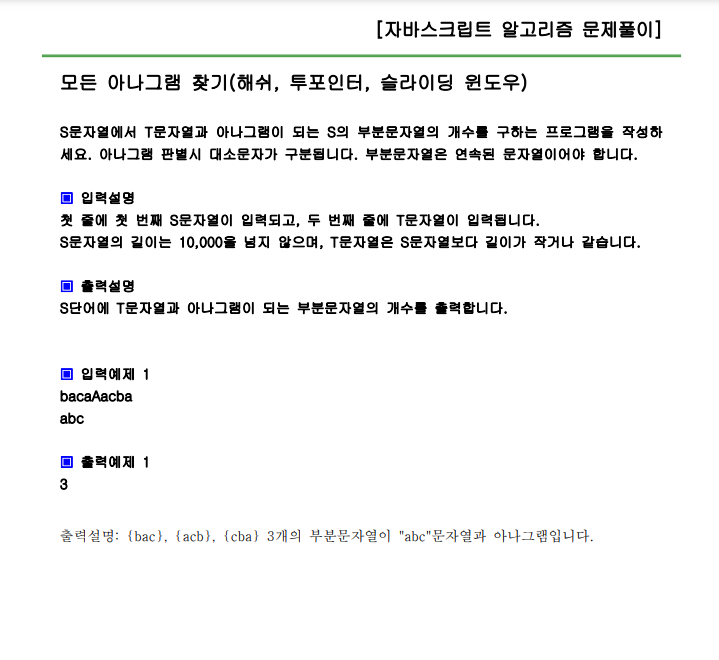 [자바스크립트 알고리즘 문제풀이]
모든 아나그램 찾기(해쉬, 투포인터, 슬라이딩 윈도우)
S문자열에서 T문자열과 아나그램이 되는 S의 부분문자열의 개수를 구하는 프로그램을 작성하
세요. 아나그램 판별시 대소문자가 구분됩니다. 부분문자열은 연속된 문자열이어야 합니다.
▣ 입력설명
첫 줄에 첫 번째 S문자열이 입력되고, 두 번째 줄에 T문자열이 입력됩니다.
S문자열의 길이는 10,000을 넘지 않으며, T문자열은 S문자열보다 길이가 작거나 같습니다.
▣ 출력설명
S단어에 T문자열과 아나그램이 되는 부분문자열의 개수를 출력합니다.
▣ 입력예제 1
bacaAacba
abc
▣ 출력예제 1
3
출력설명: {bac}, {acb}, {cba} 3개의 부분문자열이 "abc"문자열과 아나그램입니다.